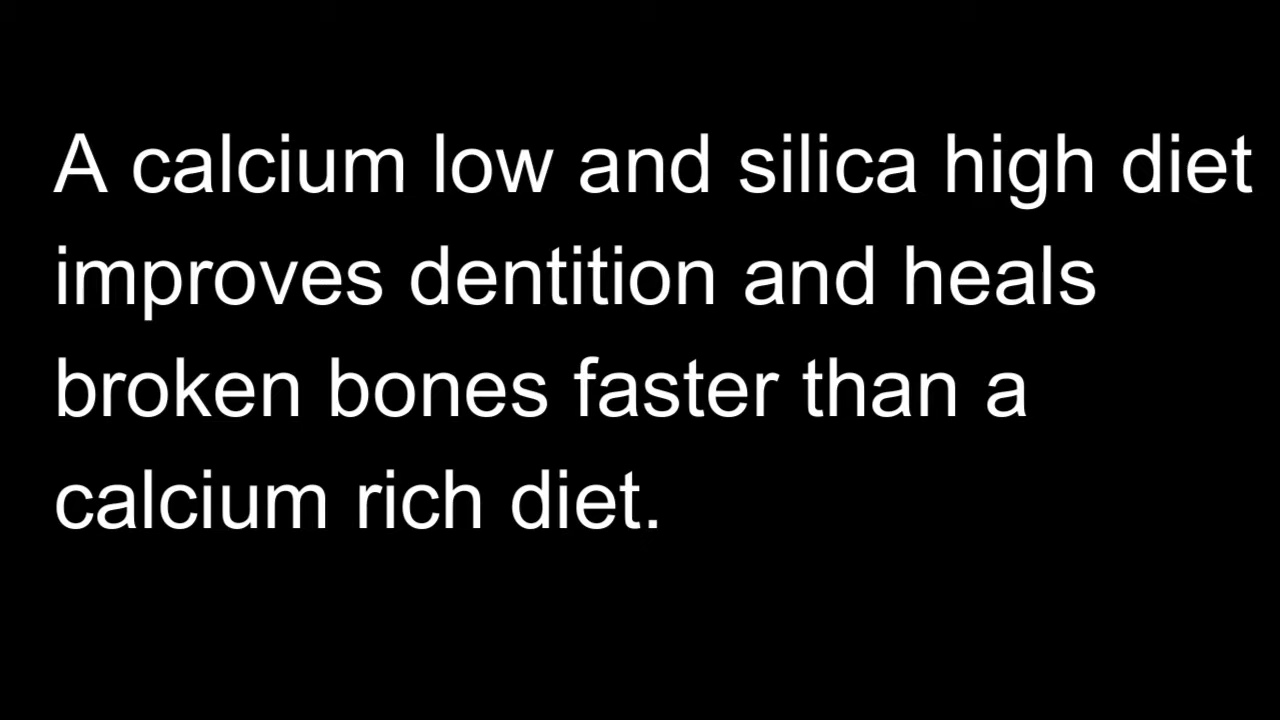 A calcium low and silica high diet
improves dentition and heals
broken bones faster than a
calcium rich diet.